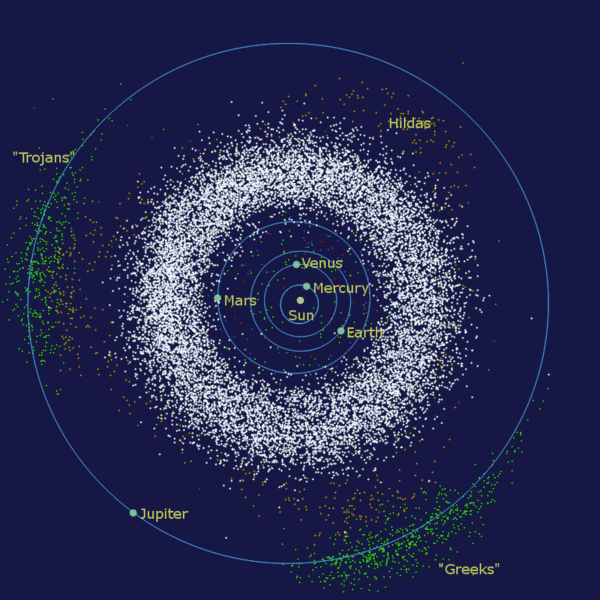 Hildas
"Trojans"
Venus
Mercury
Mars
Sun
Earth
Jupiter
"Greeks"